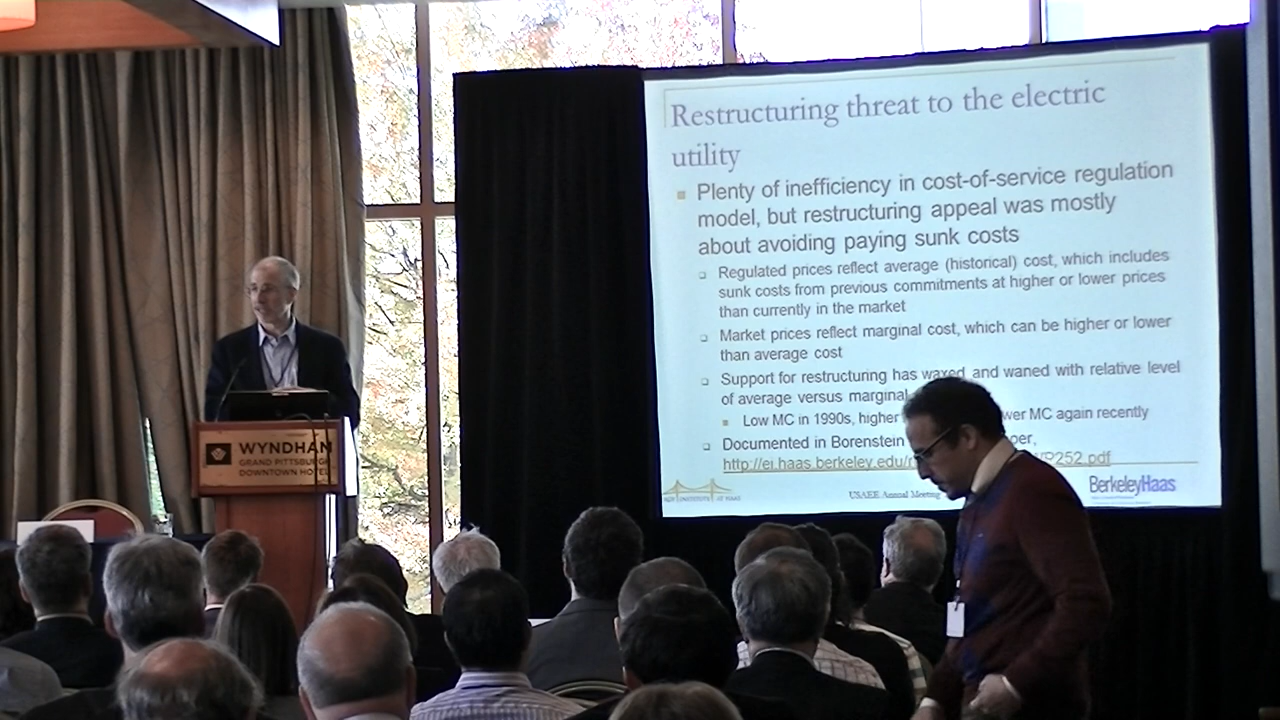 Restructuring threat to the electric
utility
Plenty of inefficiency in cost-of-service regulation
model, but restructuring appeal was mostly
about avoiding paying sunk costs
Regulated prices reflect average (historical) cost, which includes
sunk costs from previous commitments at higher or lower prices
than currently in the market
Market prices reflect marginal cost, which can be higher or lower
than average cost
Support for restructuring has waxed and waned with relative level
of average versus marginal
Low MC in 1990s, higher wer MC again recently
Documented in Borenstein per,
http://ei.haas.berkeley.edu/ P252.pdf
USAEE Annual Meeting
BerkeleyHaas
WYNDHAM
GRAND PITTSBURGH
DOWNTOWN HOTEL